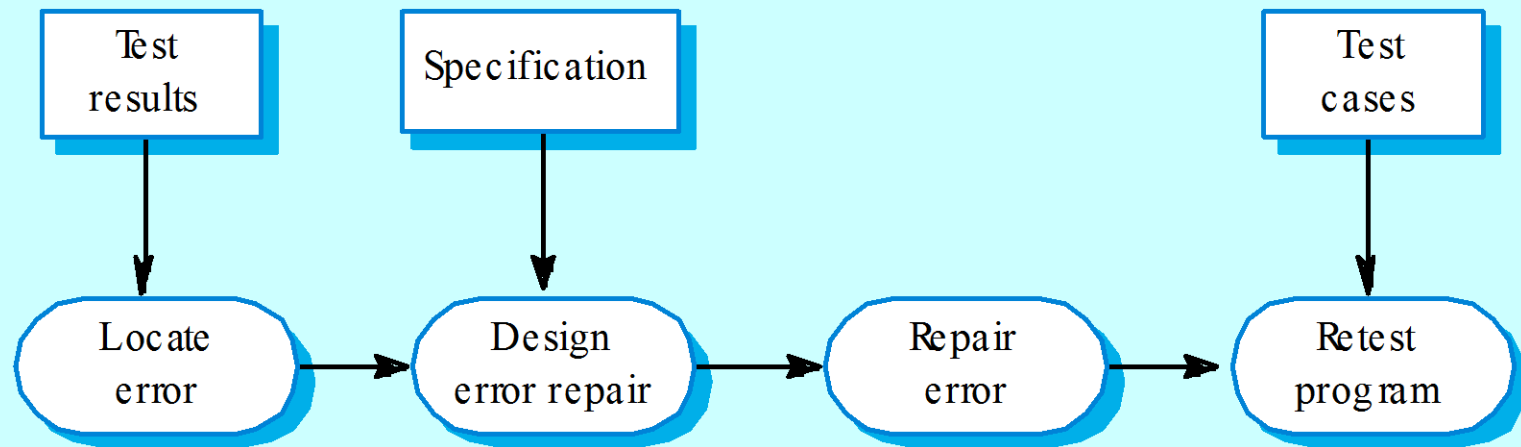 Test
results
Specification
Test
cases
Locate
error
Design
error repair
Repair
error
Retest
program